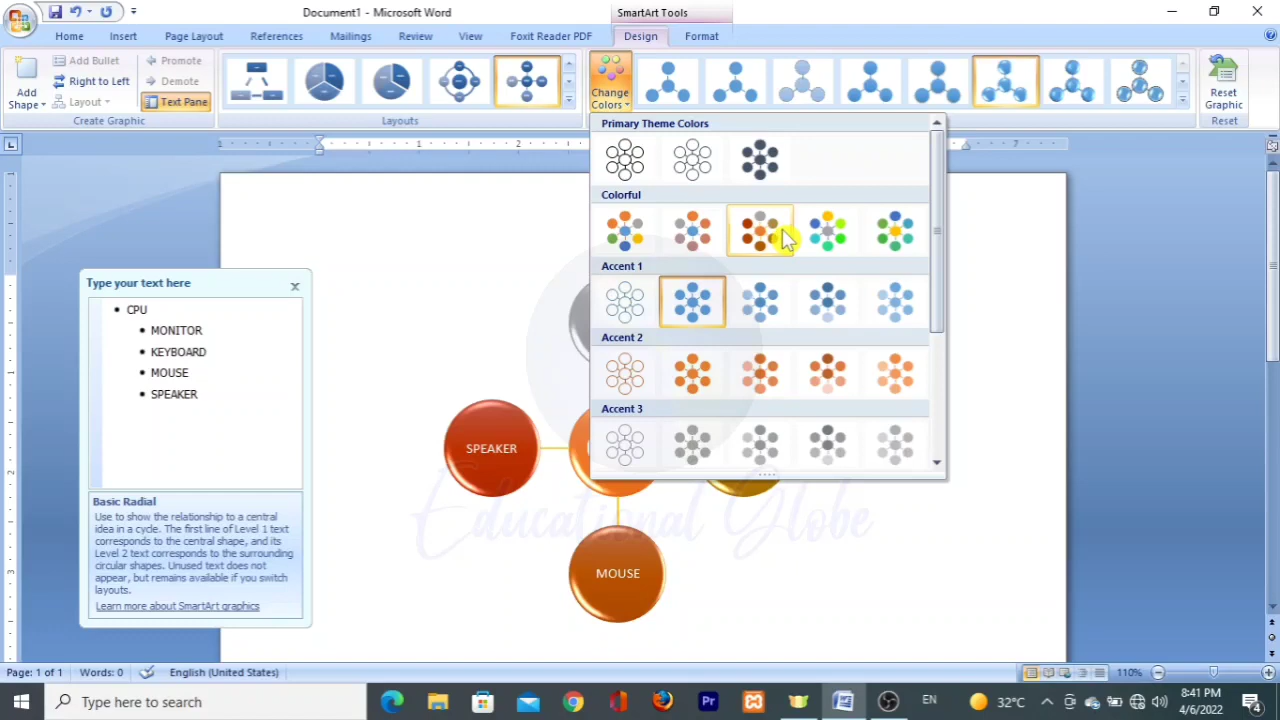 Document1 - Microsoft Word
SmartArt Tools
Home
Insert
Page Layout
References
Mailings
Review
View
Foxit Reader PDF
Design
Format
Add Shape
Add Bullet
Right to Left
Layout
Promote
Demote
Text Pane
Create Graphic
Layouts
Change Colors
Reset Graphic
Reset
1
1
2
7
Primary Theme Colors
Colorful
Accent 1
Accent 2
Accent 3
Type your text here
CPU
MONITOR
KEYBOARD
MOUSE
SPEAKER
Basic Radial
Use to show the relationship to a central
idea in a cycle. The first line of Level 1 text
corresponds to the central shape, and its
Level 2 text corresponds to the surrounding
circular shapes. Unused text does not
appear, but remains available if you switch
layouts.
Learn more about SmartArt graphics
SPEAKER
MOUSE
Educational Globe
Page: 1 of 1
Words: 0
English (United States)
110%
Type here to search
Pr
EN
32°C
8:41 PM
4/6/2022
4